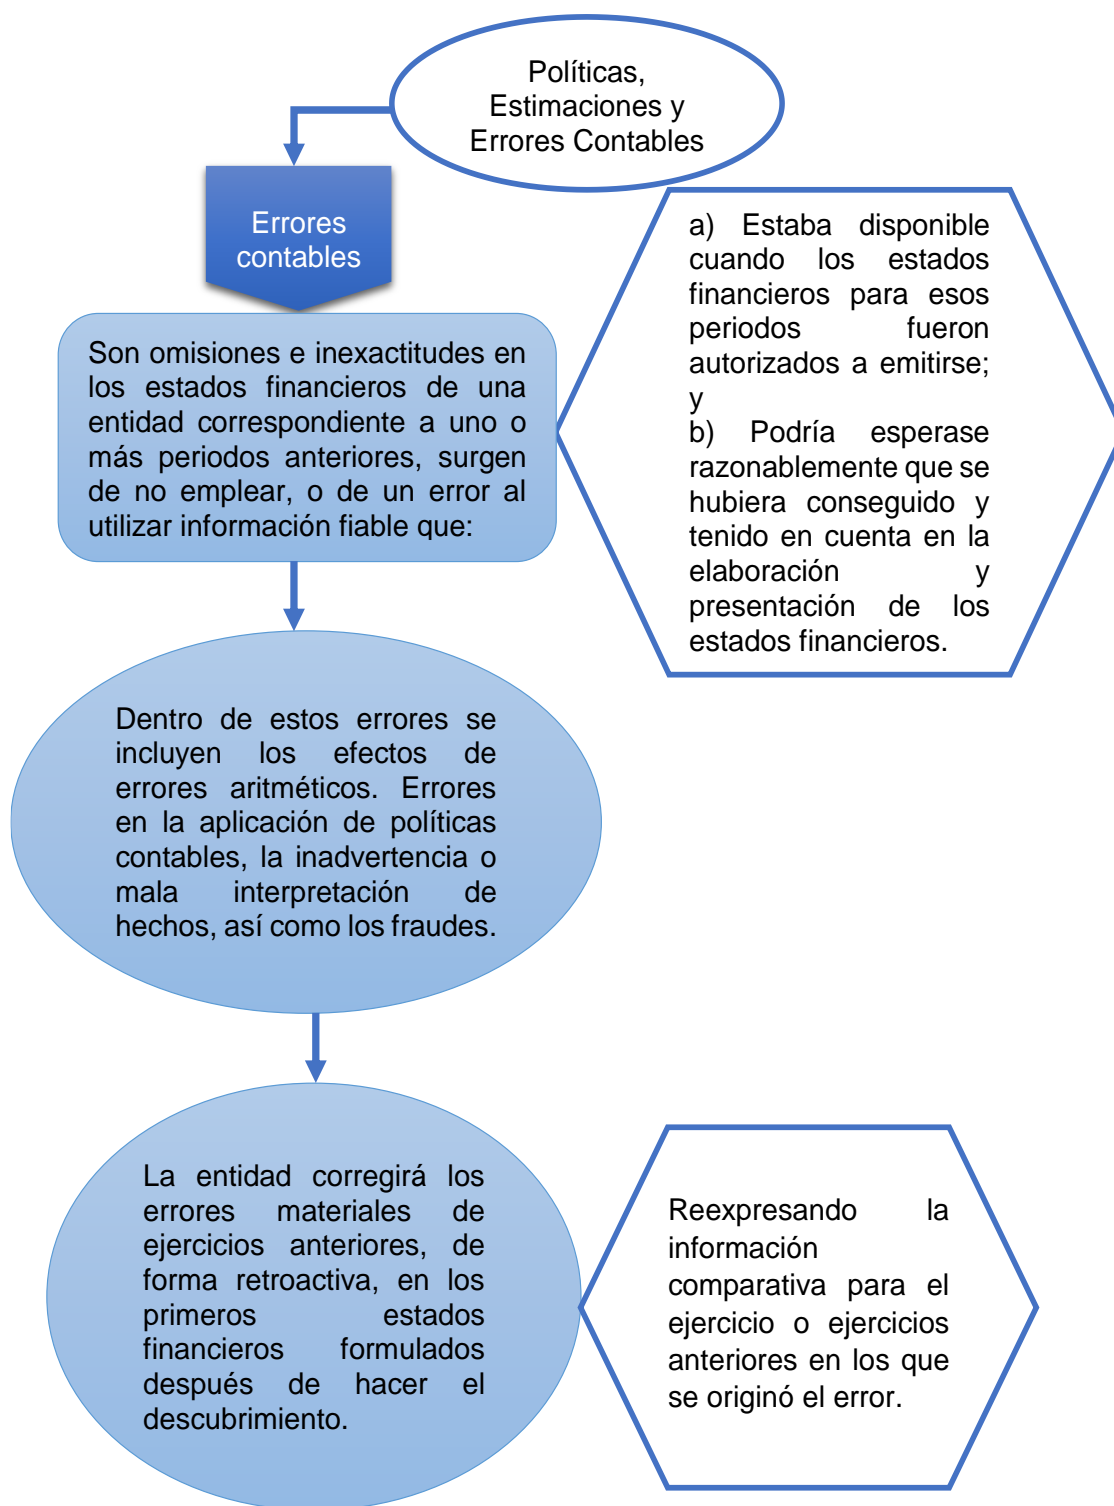 Políticas,
Estimaciones y
Errores Contables
Errores
contables
Son omisiones e inexactitudes en
los estados financieros de una
entidad correspondiente a uno o
más periodos anteriores, surgen
de no emplear, o de un error al
utilizar información fiable que:
a) Estaba disponible
cuando los estados
financieros para esos
periodos fueron
autorizados a emitirse;
y
b) Podría esperase
razonablemente que se
hubiera conseguido y
tenido en cuenta en la
elaboración y
presentación de los
estados financieros.
Dentro de estos errores se
incluyen los efectos de
errores aritméticos. Errores
en la aplicación de políticas
contables, la inadvertencia o
mala interpretación de
hechos, así como los fraudes.
La entidad corregirá los
errores materiales de
ejercicios anteriores, de
forma retroactiva, en los
primeros estados
financieros formulados
después de hacer el
descubrimiento.
Reexpresando la
información
comparativa para el
ejercicio o ejercicios
anteriores en los que
se originó el error.